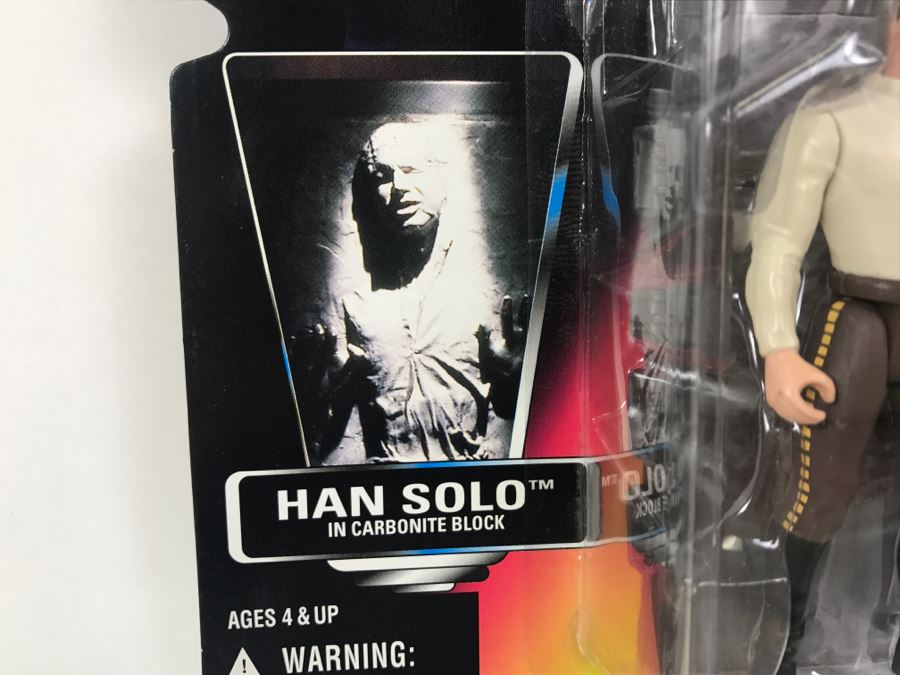 HAN SOLO™
IN CARBONITE BLOCK
AGES 4 & UP
WARNING: